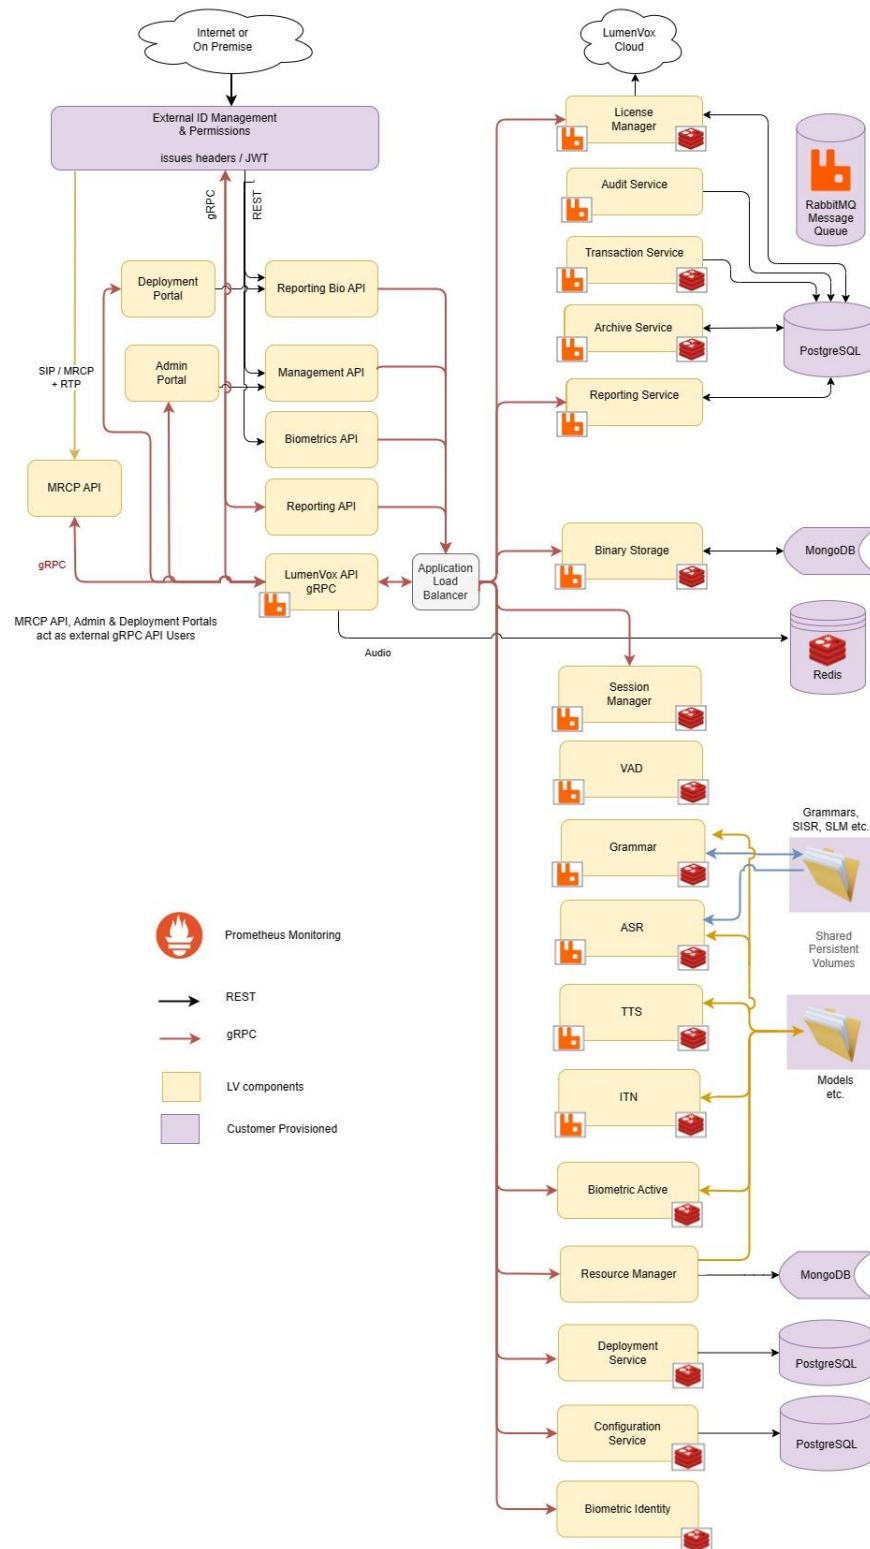 Internet or
On Premise
LumenVox
Cloud
External ID Management
& Permissions
issues headers / JWT
License
Manager
RabbitMQ
Message
Queue
Audit Service
gRPC
REST
Deployment
Portal
Reporting Bio API
Transaction Service
Archive Service
PostgreSQL
SIP / MRCP
+ RTP
Admin
Portal
Management API
Reporting Service
Biometrics API
MRCP API
Reporting API
gRPC
LumenVox API
gRPC
Application
Load
Balancer
Binary Storage
MongoDB
MRCP API, Admin & Deployment Portals
act as external gRPC API Users
Audio
Redis
Session
Manager
VAD
Grammars,
SISR, SLM etc.
Grammar
ASR
Shared
Persistent
Volumes
Prometheus Monitoring
REST
TTS
gRPC
Models
etc.
LV components
ITN
Customer Provisioned
Biometric Active
Resource Manager
MongoDB
Deployment
Service
PostgreSQL
Configuration
Service
PostgreSQL
Biometric Identity